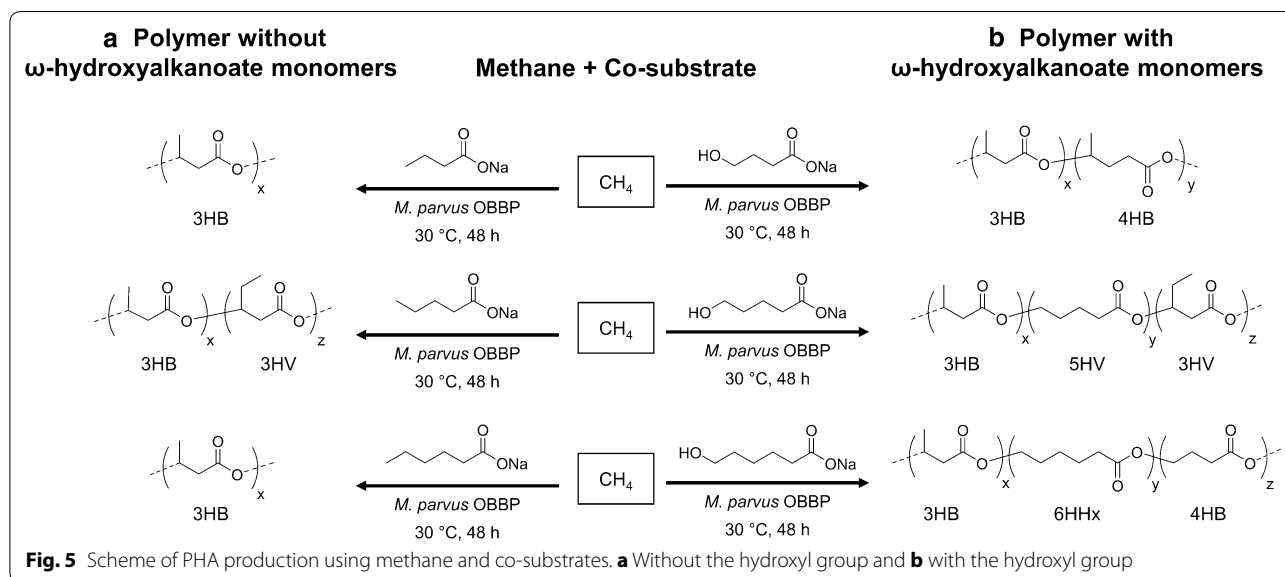 a Polymer without
ω-hydroxyalkanoate monomers
Methane + Co-substrate
b Polymer with
ω-hydroxyalkanoate monomers
O
O
x
3HB
O
ONa
M. parvus OBBP
30 °C, 48 h
CH4
HO
O
ONa
M. parvus OBBP
30 °C, 48 h
O
O
x
O
O
y
3HB
4HB
O
O
x
O
O
z
3HB
3HV
O
ONa
M. parvus OBBP
30 °C, 48 h
CH4
HO
O
ONa
M. parvus OBBP
30 °C, 48 h
O
O
x
O
O
y
O
O
z
3HB
5HV
3HV
O
O
x
3HB
O
ONa
M. parvus OBBP
30 °C, 48 h
CH4
HO
O
ONa
M. parvus OBBP
30 °C, 48 h
O
O
x
O
O
y
O
O
z
3HB
6HHx
4HB
Fig. 5 Scheme of PHA production using methane and co-substrates. a Without the hydroxyl group and b with the hydroxyl group